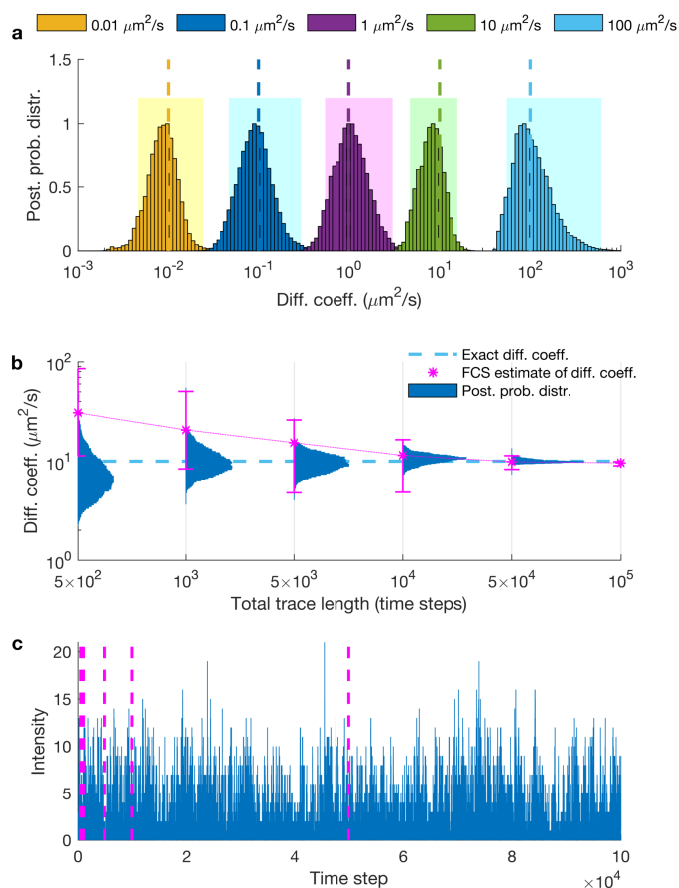 0.01 μm²/s 0.1 μm²/s 1 μm²/s 10 μm²/s 100 μm²/s
a
1.5
1
0.5
0
Post. prob. distr.
10⁻³ 10⁻² 10⁻¹ 10⁰ 10¹ 10² 10³
Diff. coeff. (μm²/s)
b
10²
10¹
10⁰
Diff. coeff. (μm²/s)
Exact diff. coeff.
FCS estimate of diff. coeff.
Post. prob. distr.
5×10² 10³ 5×10³ 10⁴ 5×10⁴ 10⁵
Total trace length (time steps)
c
20
15
10
5
0
Intensity
0 2 4 6 8 10
Time step
×10⁴